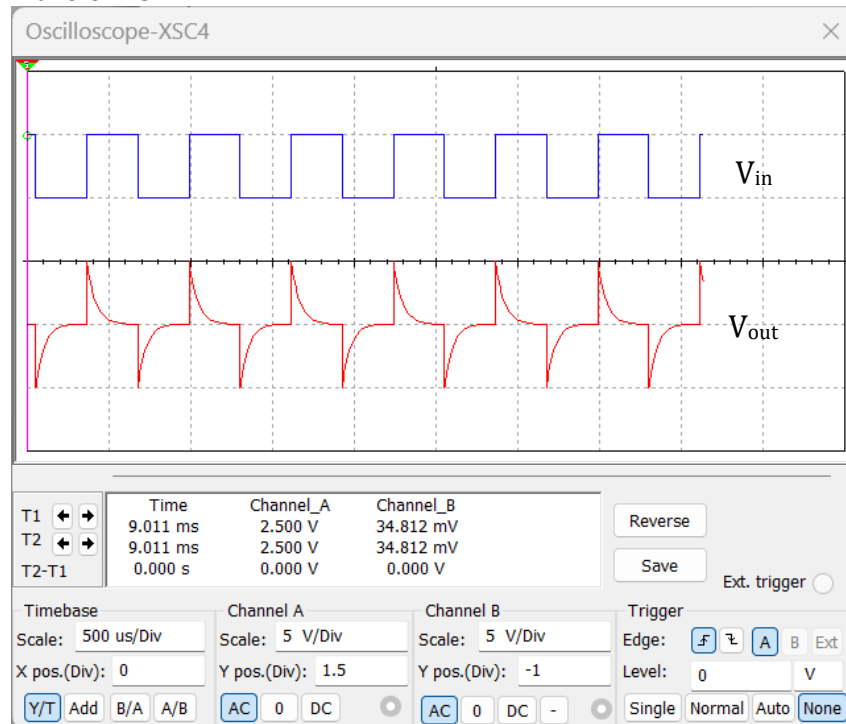 Oscilloscope-XSC4
V_in
V_out
Time Channel_A Channel_B
T1 9.011 ms 2.500 V 34.812 mV
T2 9.011 ms 2.500 V 34.812 mV
T2-T1 0.000 s 0.000 V 0.000 V
Reverse
Save
Ext. trigger
Timebase
Scale: 500 us/Div
X pos.(Div): 0
Y/T Add B/A A/B
Channel A
Scale: 5 V/Div
Y pos.(Div): 1.5
AC 0 DC
Channel B
Scale: 5 V/Div
Y pos.(Div): -1
AC 0 DC -
Trigger
Edge: A B Ext
Level: 0 V
Single Normal Auto None